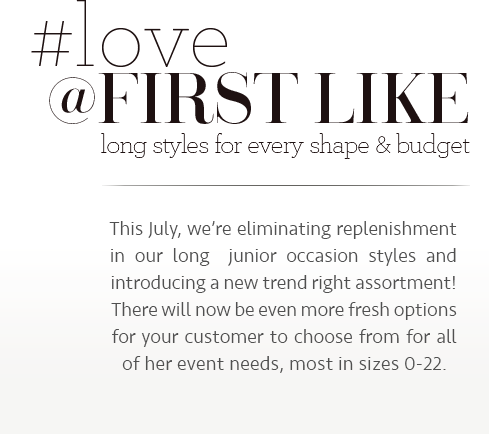 #love
@FIRST LIKE
long styles for every shape & budget
This July, we're eliminating replenishment
in our long junior occasion styles and
introducing a new trend right assortment!
There will now be even more fresh options
for your customer to choose from for all
of her event needs, most in sizes 0-22.